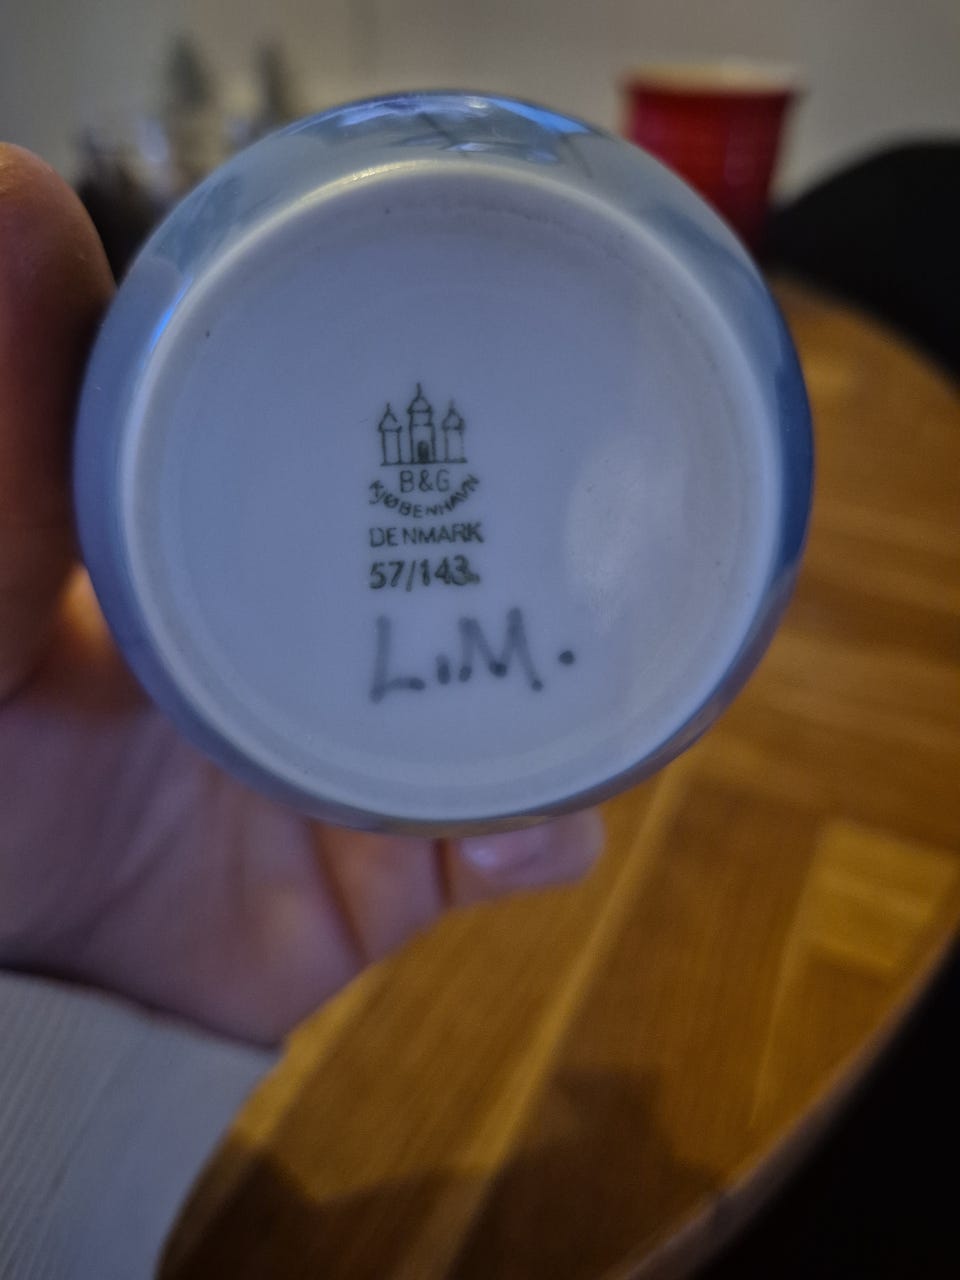 B&G
KJØBENHAVN
DENMARK
57/143
L.M.